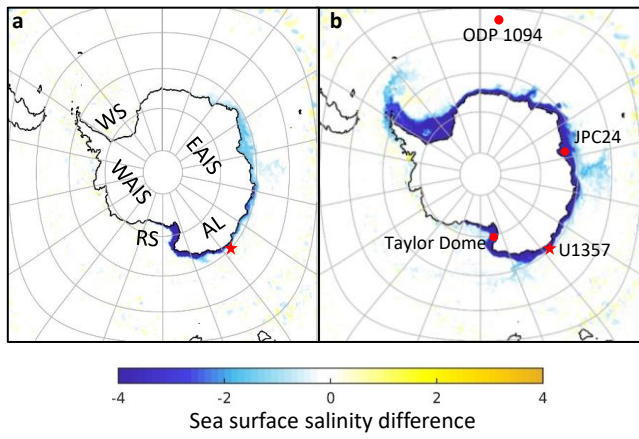 a
WS
EAIS
WAIS
RS
AL
b
ODP 1094
JPC24
Taylor Dome
U1357
-4
-2
0
2
4
Sea surface salinity difference